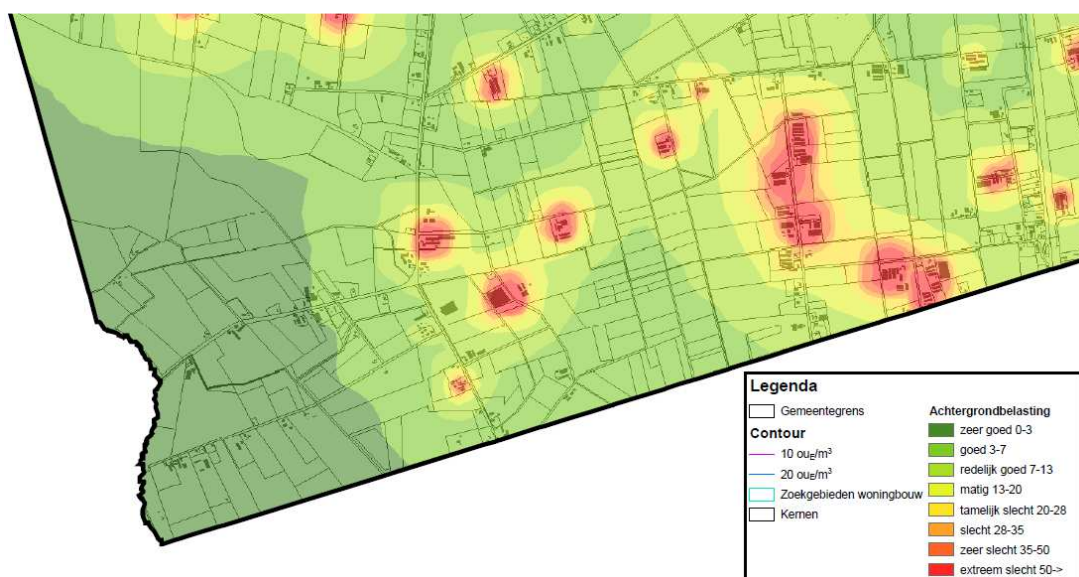 Legenda
Gemeentegrens
Contour
10 ouE/m³
20 ouE/m³
Zoekgebieden woningbouw
Kernen
Achtergrondbelasting
zeer goed 0-3
goed 3-7
redelijk goed 7-13
matig 13-20
tamelijk slecht 20-28
slecht 28-35
zeer slecht 35-50
extreem slecht 50->